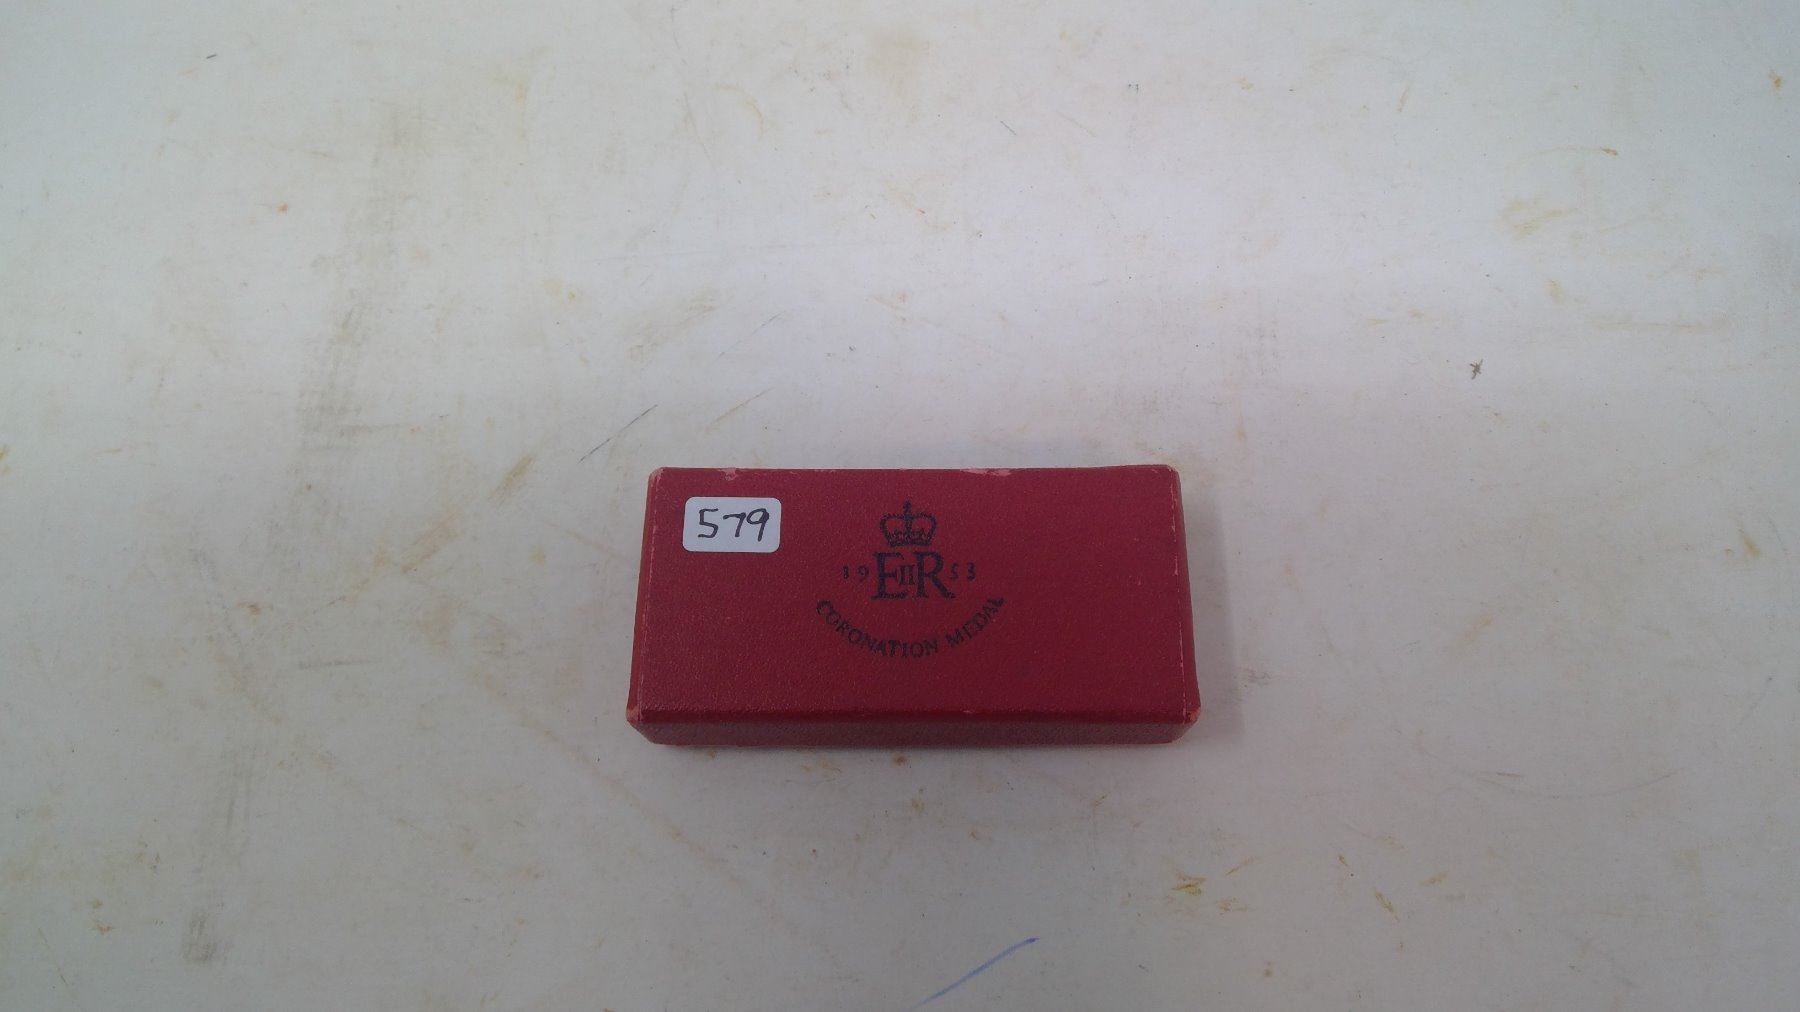 579
19 EIIR 53
CORONATION MEDAL